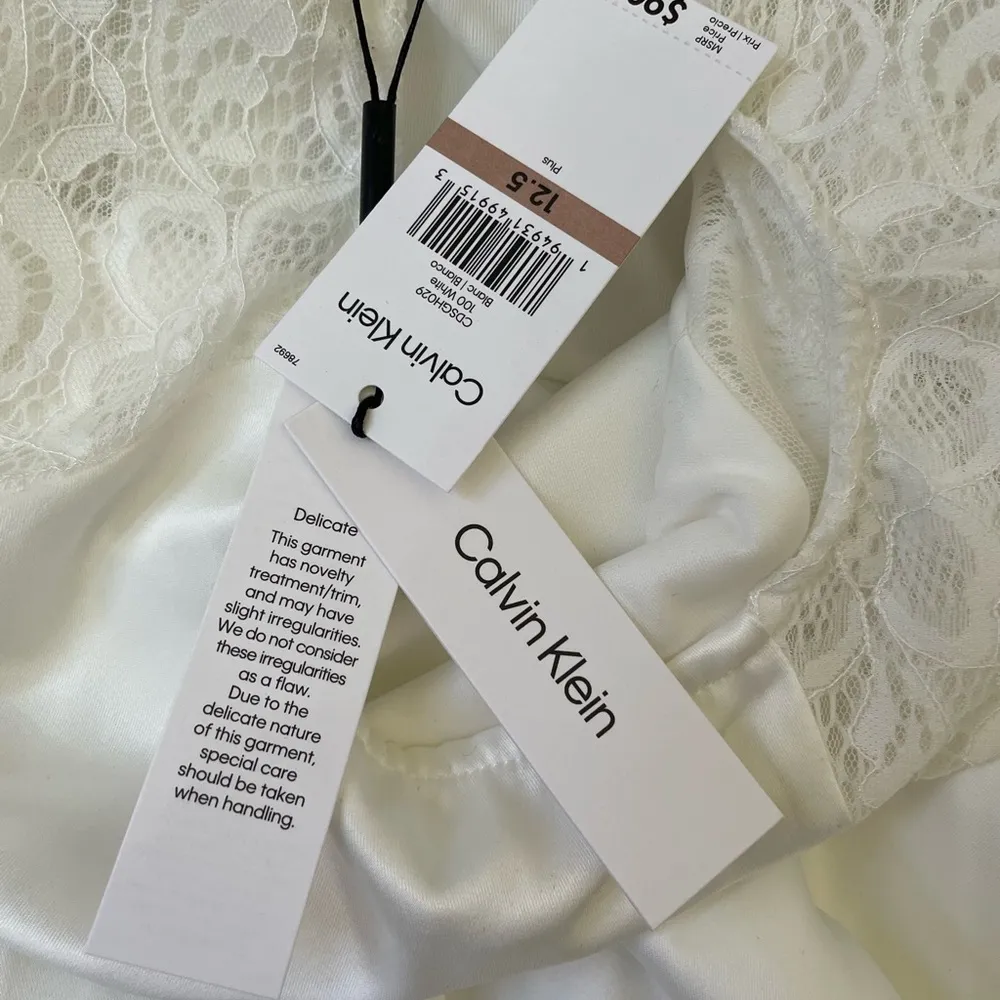 Calvin Klein
78692
CDSGH029
100 White
Blanc | Blanco
1 94931 49915 3
12.5
Plus
MSRP
Price
Prix | Precio
Delicate
This garment
has novelty
treatment/trim,
and may have
slight irregularities.
We do not consider
these irregularities
as a flaw.
Due to the
delicate nature
of this garment,
special care
should be taken
when handling.
Calvin Klein